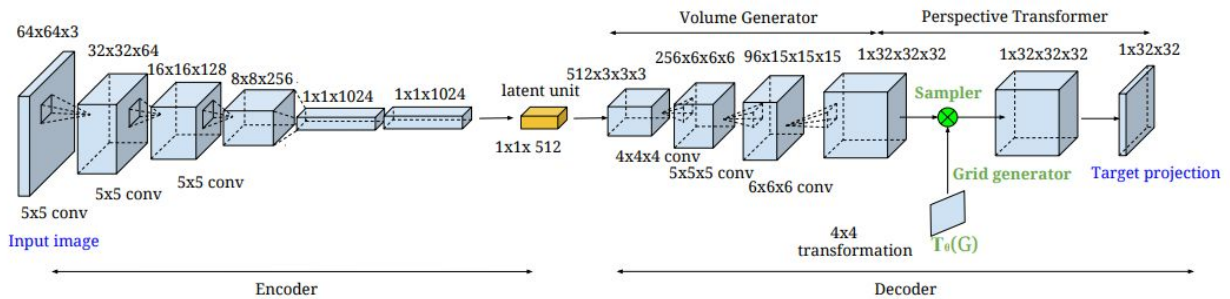 Volume Generator
Perspective Transformer
64x64x3
32x32x64
16x16x128
8x8x256
1x1x1024
1x1x1024
latent unit
1x1x 512
512x3x3x3
256x6x6x6
96x15x15x15
1x32x32x32
1x32x32x32
1x32x32
Sampler
4x4x4 conv
5x5x5 conv
6x6x6 conv
Grid generator
Target projection
5x5 conv
5x5 conv
5x5 conv
Input image
4x4
transformation
Tθ(G)
Encoder
Decoder